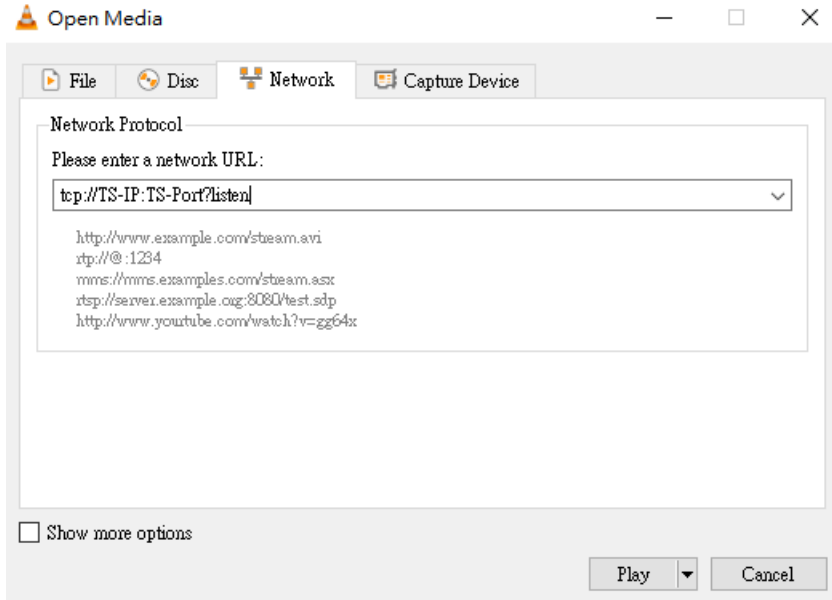 Open Media
File
Disc
Network
Capture Device
Network Protocol
Please enter a network URL:
tcp://TS-IP:TS-Port?listen
http://www.example.com/stream.avi
rtp://@:1234
mms://mms.examples.com/stream.asx
rtsp://server.example.org:8080/test.sdp
http://www.yourtube.com/watch?v=gg64x
Show more options
Play
Cancel